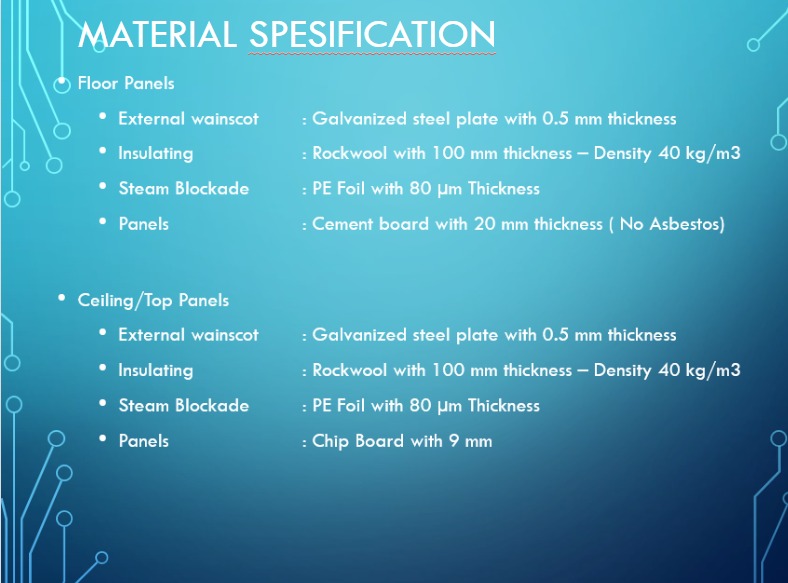 MATERIAL SPESIFICATION
• Floor Panels
• External wainscot : Galvanized steel plate with 0.5 mm thickness
• Insulating : Rockwool with 100 mm thickness – Density 40 kg/m3
• Steam Blockade : PE Foil with 80 µm Thickness
• Panels : Cement board with 20 mm thickness ( No Asbestos)
• Ceiling/Top Panels
• External wainscot : Galvanized steel plate with 0.5 mm thickness
• Insulating : Rockwool with 100 mm thickness – Density 40 kg/m3
• Steam Blockade : PE Foil with 80 µm Thickness
• Panels : Chip Board with 9 mm